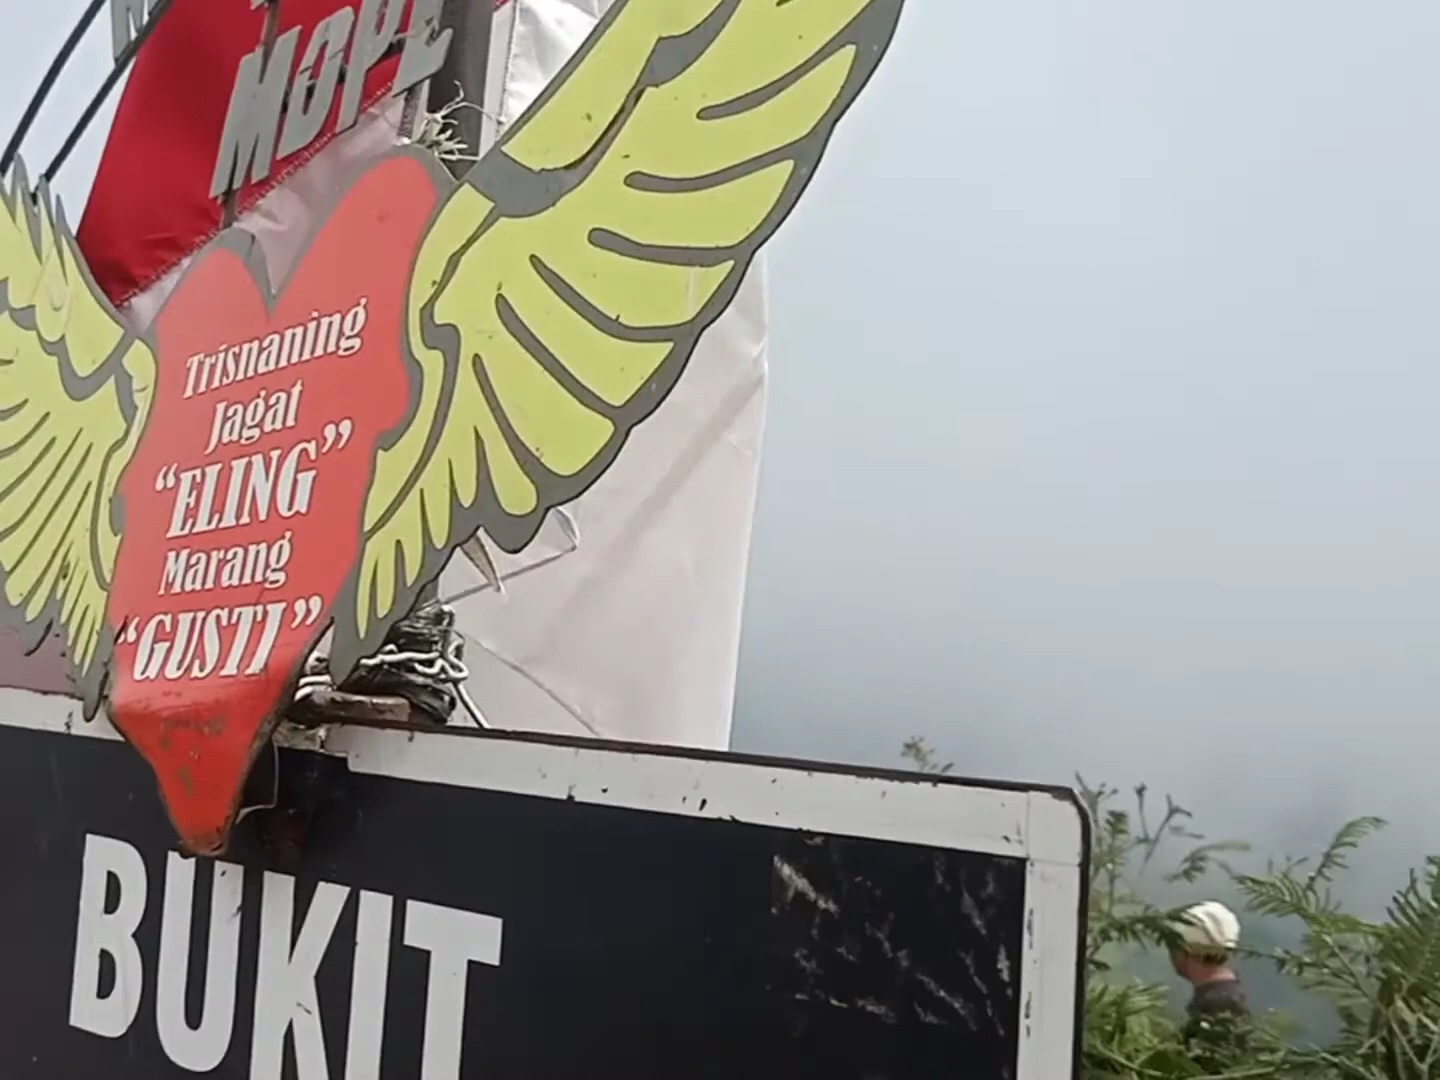 Trisnaning
Jagat
“ELING”
Marang
“GUSTI”
BUKIT